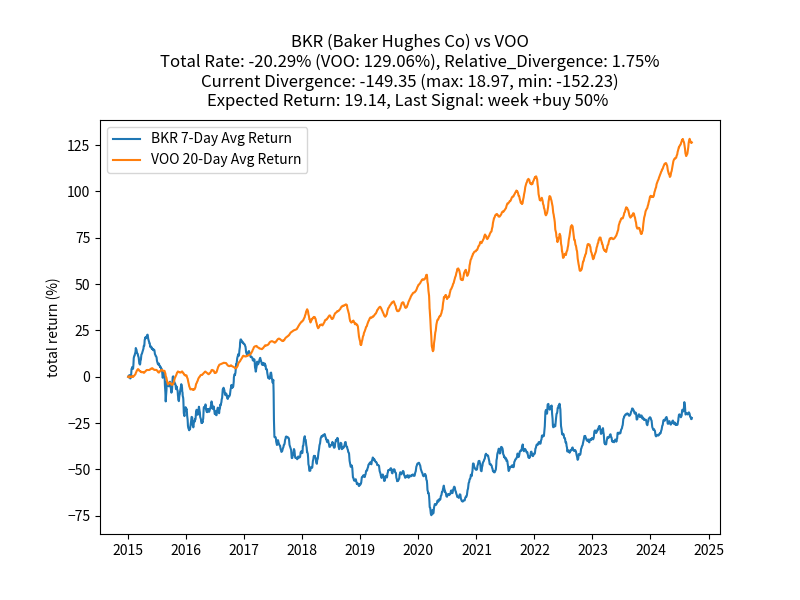 BKR (Baker Hughes Co) vs VOO
Total Rate: -20.29% (VOO: 129.06%), Relative_Divergence: 1.75%
Current Divergence: -149.35 (max: 18.97, min: -152.23)
Expected Return: 19.14, Last Signal: week +buy 50%
BKR 7-Day Avg Return
VOO 20-Day Avg Return
total return (%)
125
100
75
50
25
0
−25
−50
−75
2015 2016 2017 2018 2019 2020 2021 2022 2023 2024 2025